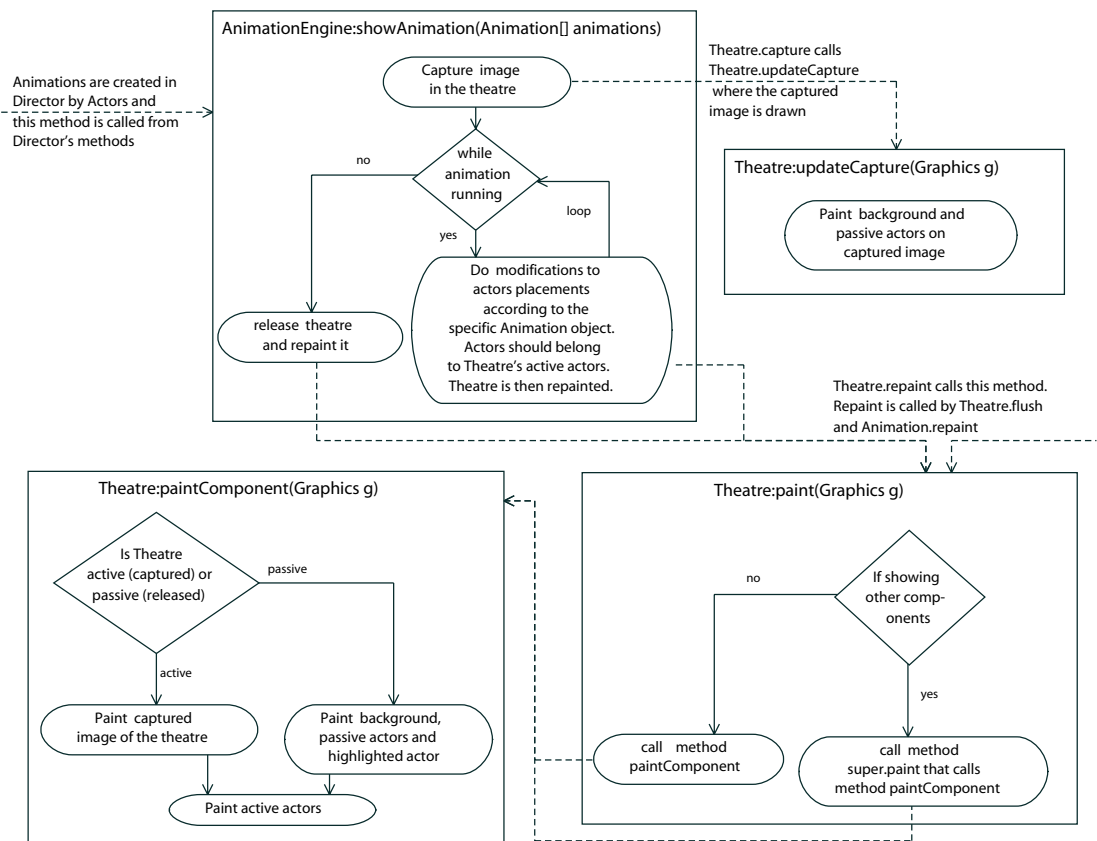 AnimationEngine:showAnimation(Animation[] animations)
Animations are created in
Director by Actors and
this method is called from
Director's methods
Capture image
in the theatre
Theatre.capture calls
Theatre.updateCapture
where the captured
image is drawn
while
animation
running
no
yes
loop
Do modifications to
actors placements
according to the
specific Animation object.
Actors should belong
to Theatre's active actors.
Theatre is then repainted.
release theatre
and repaint it
Theatre:updateCapture(Graphics g)
Paint background and
passive actors on
captured image
Theatre.repaint calls this method.
Repaint is called by Theatre.flush
and Animation.repaint
Theatre:paintComponent(Graphics g)
Is Theatre
active (captured) or
passive (released)
passive
active
Paint captured
image of the theatre
Paint background,
passive actors and
highlighted actor
Paint active actors
Theatre:paint(Graphics g)
If showing
other comp-
onents
no
yes
call method
paintComponent
call method
super.paint that calls
method paintComponent